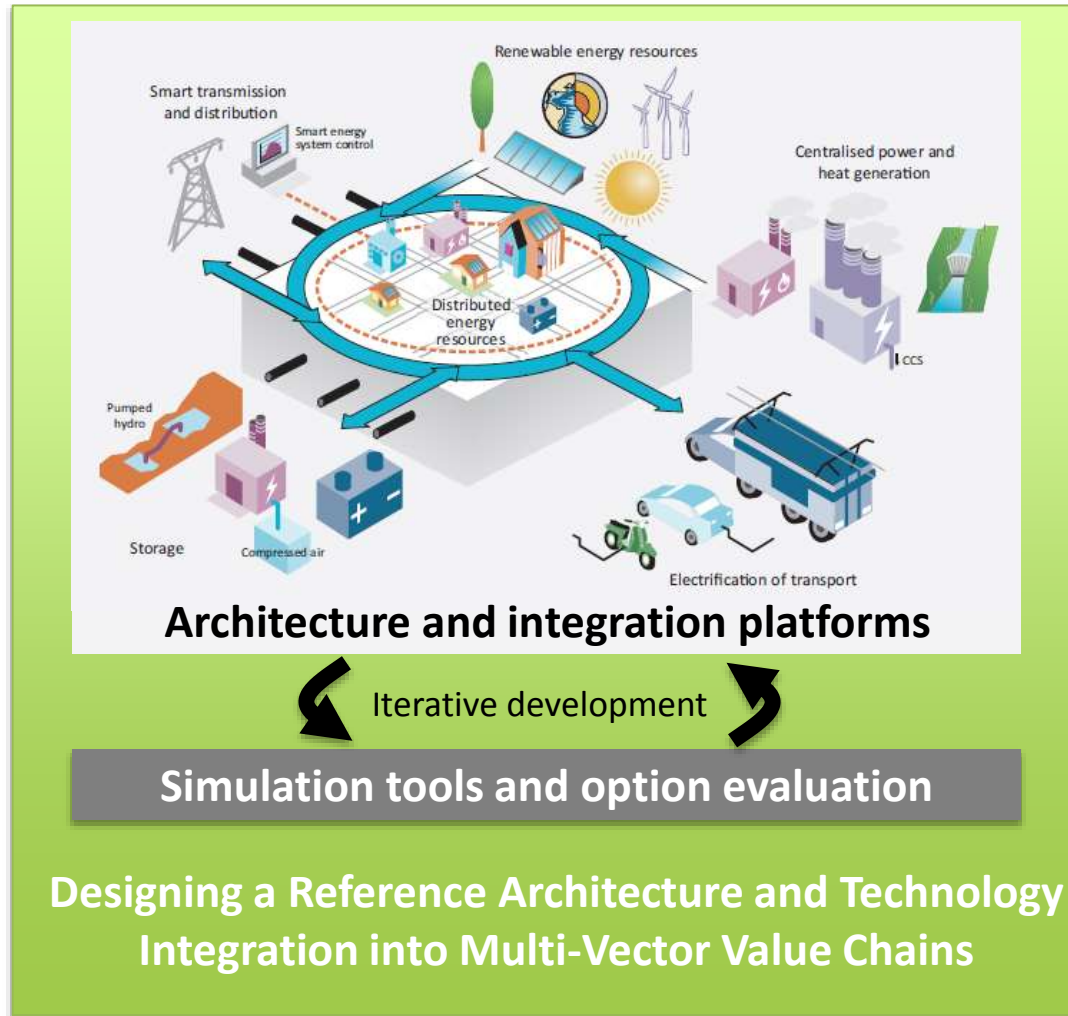 Renewable energy resources
Smart transmission
and distribution
Smart energy
system control
Centralised power and
heat generation
Distributed
energy
resources
CCS
Pumped
hydro
Storage
Compressed air
Electrification of transport
Architecture and integration platforms
Iterative development
Simulation tools and option evaluation
Designing a Reference Architecture and Technology
Integration into Multi-Vector Value Chains